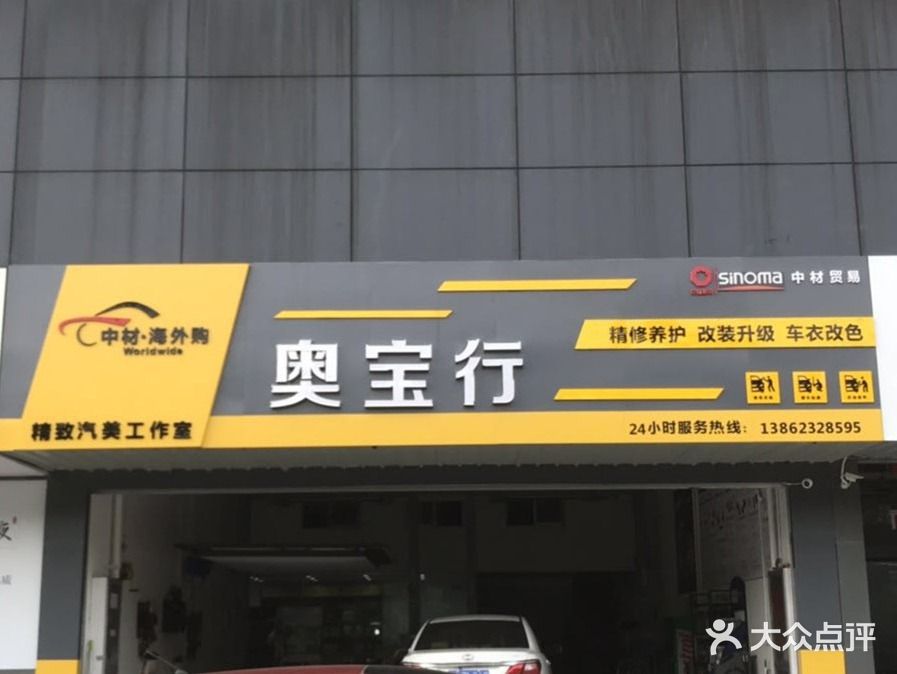 sinoma 中材贸易
中材·海外购
Worldwide
精修养护 改装升级 车衣改色
奥宝行
精致汽美工作室
24小时服务热线：13862328595
大众点评